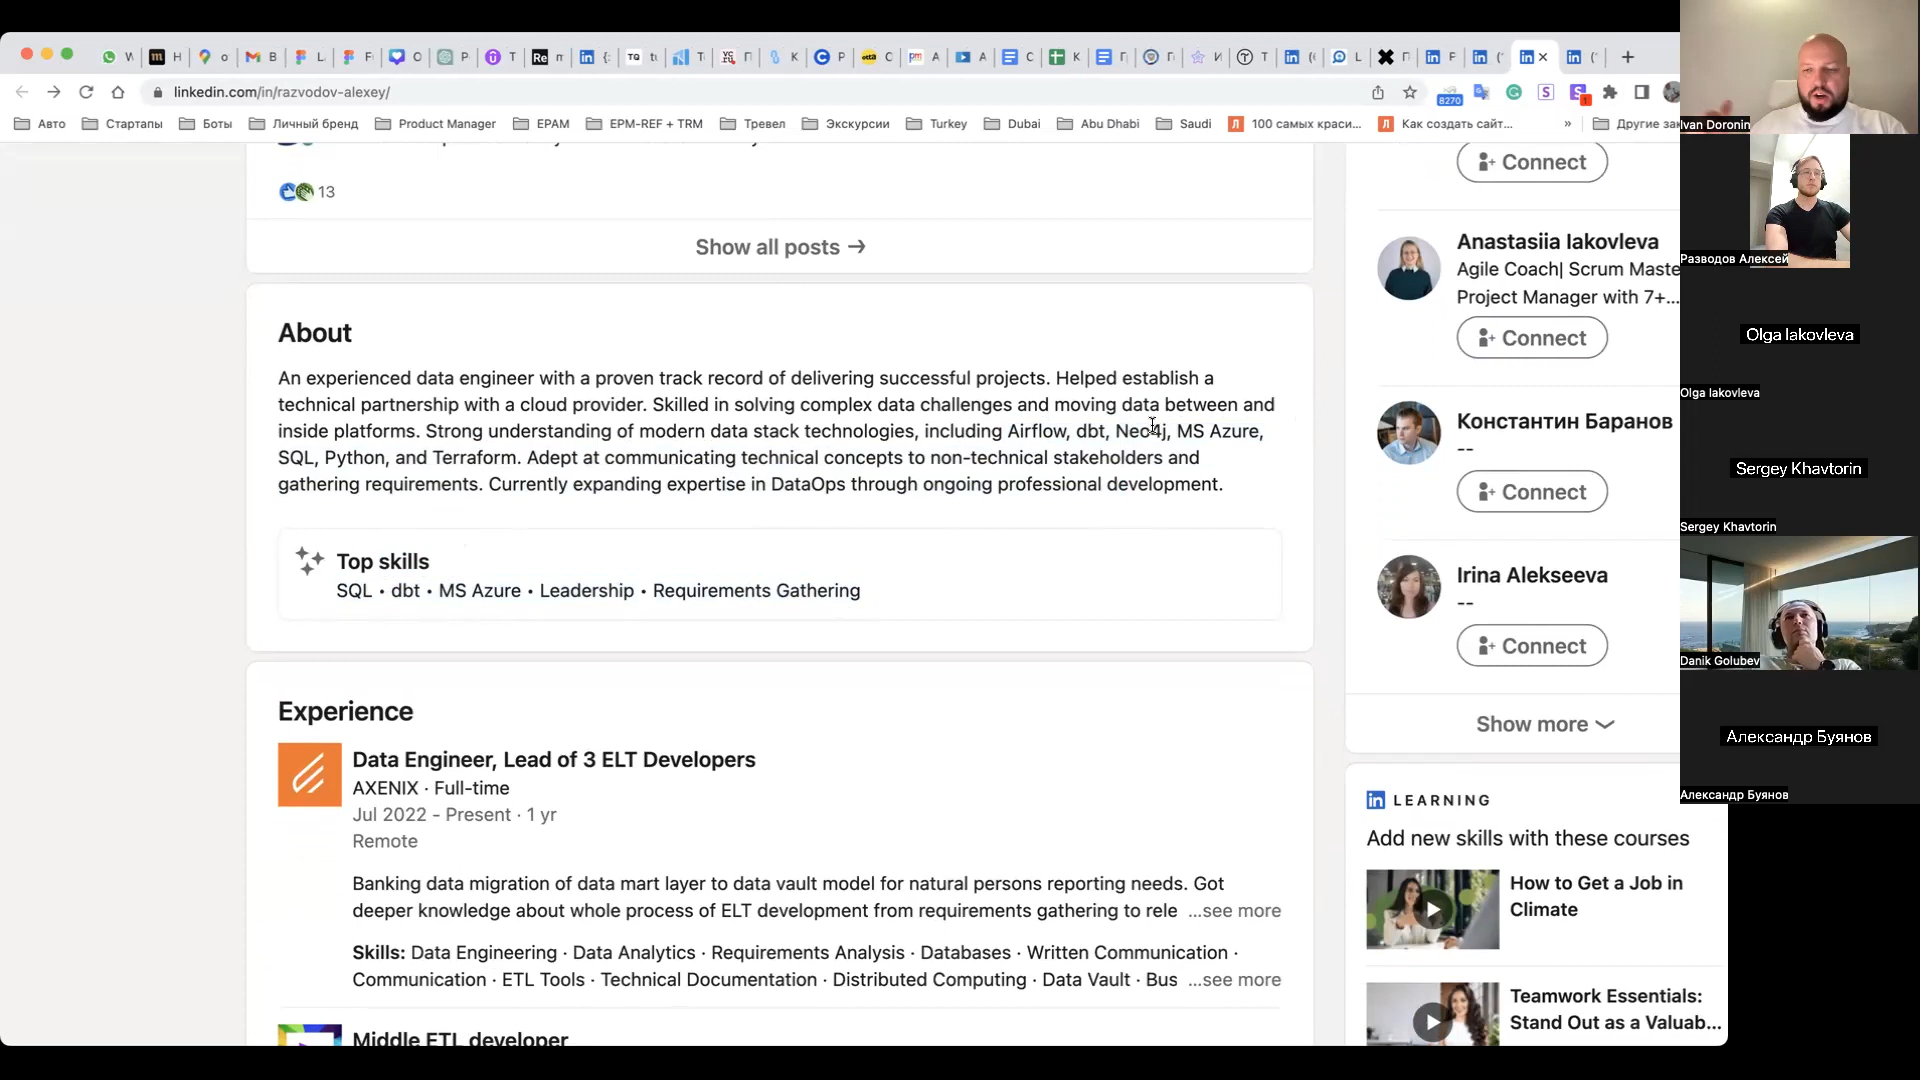 linkedin.com/in/razvodov-alexey/
8270
1
Авто
Стартапы
Боты
Личный бренд
Product Manager
EPAM
EPM-REF + TRM
Тревел
Экскурсии
Turkey
Dubai
Abu Dhabi
Saudi
100 самых краси...
Как создать сайт...
»
13
Show all posts →
About
An experienced data engineer with a proven track record of delivering successful projects. Helped establish a
technical partnership with a cloud provider. Skilled in solving complex data challenges and moving data between and
inside platforms. Strong understanding of modern data stack technologies, including Airflow, dbt, MS Azure,
SQL, Python, and Terraform. Adept at communicating technical concepts to non-technical stakeholders and
gathering requirements. Currently expanding expertise in DataOps through ongoing professional development.
Top skills
SQL • dbt • MS Azure • Leadership • Requirements Gathering
Experience
Data Engineer, Lead of 3 ELT Developers
AXENIX · Full-time
Jul 2022 - Present · 1 yr
Remote
Banking data migration of data mart layer to data vault model for natural persons reporting needs. Got
deeper knowledge about whole process of ELT development from requirements gathering to rele ...see more
Skills: Data Engineering · Data Analytics · Requirements Analysis · Databases · Written Communication ·
Communication · ETL Tools · Technical Documentation · Distributed Computing · Data Vault · Bus ...see more
Middle ETL developer
Connect
Anastasiia Iakovleva
Agile Coach| Scrum Maste
Project Manager with 7+...
Connect
Константин Баранов
--
Connect
Irina Alekseeva
--
Connect
Show more
in LEARNING
Add new skills with these courses
How to Get a Job in
Climate
Teamwork Essentials:
Stand Out as a Valuab...
Ivan Doronin
Разводов Алексей
Olga Iakovleva
Olga Iakovleva
Sergey Khavtorin
Sergey Khavtorin
Danik Golubev
Александр Буянов
Александр Буянов